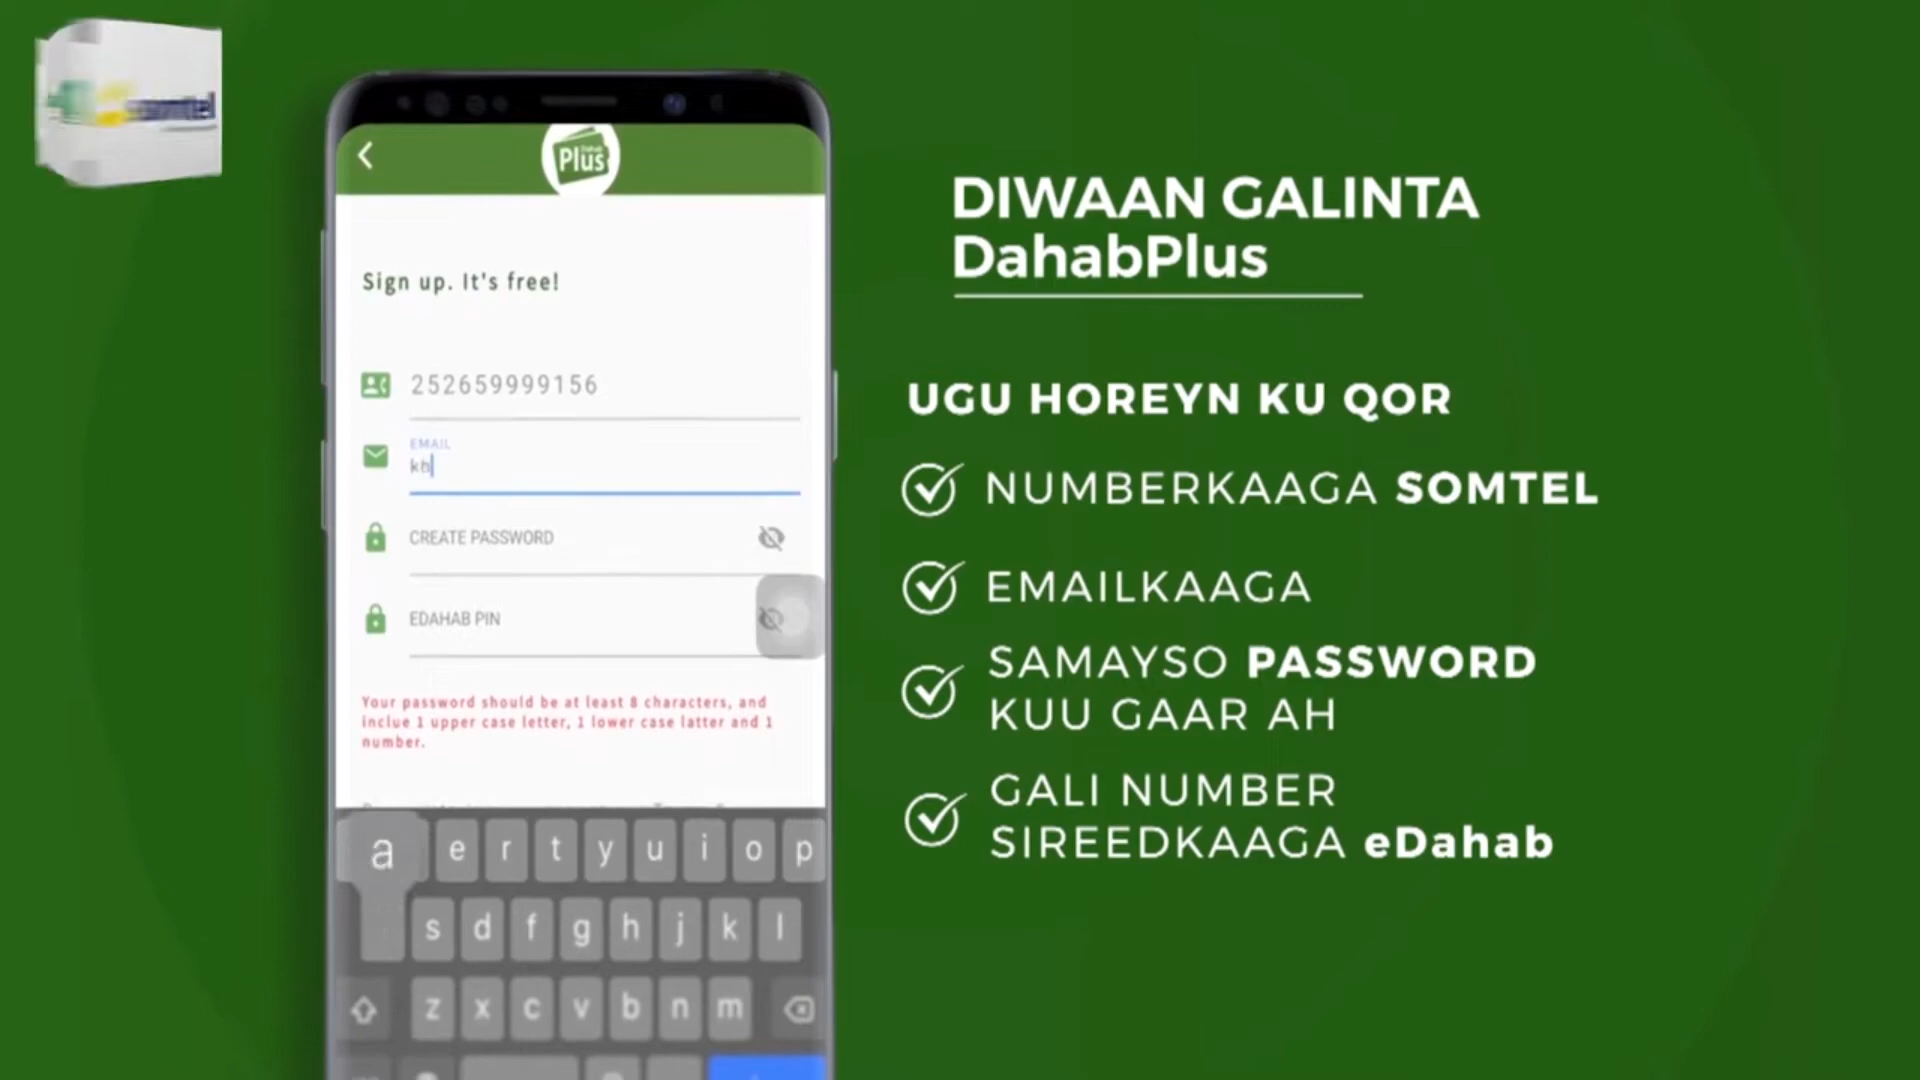 somtel
Plus
Sign up. It's free!
252659999156
EMAIL
kh
CREATE PASSWORD
EDAHAB PIN
Your password should be at least 8 characters, and
inclue 1 upper case letter, 1 lower case latter and 1
number.
a e r t y u i o p
s d f g h j k l
z x c v b n m
DIWAAN GALINTA
DahabPlus
UGU HOREYN KU QOR
NUMBERKAAGA SOMTEL
EMAILKAAGA
SAMAYSO PASSWORD
KUU GAAR AH
GALI NUMBER
SIREEDKAAGA eDahab